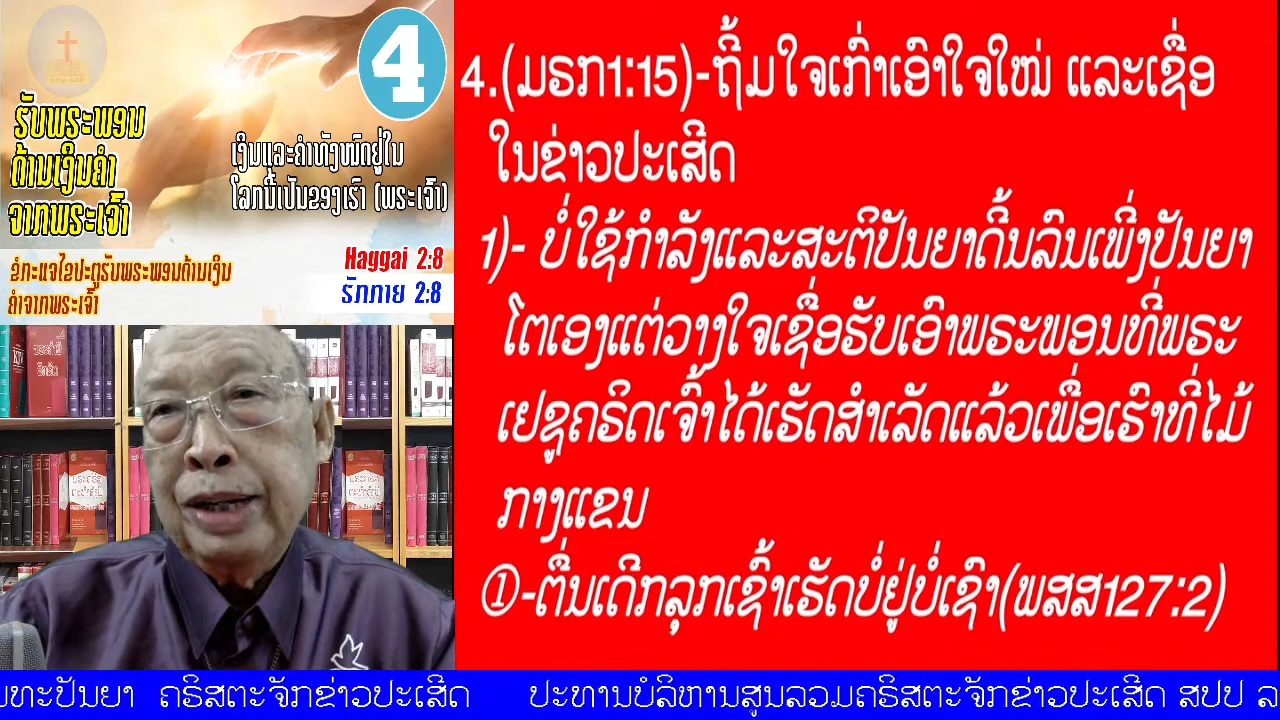 4
ຮັບພຣະພອນ
ດ້ານເງິນຄຳ
ຈາກພຣະເຈົ້າ
ເງິນແລະຄຳທັງໝົດຢູ່ໃນ
ໂລກນີ້ເປັນຂອງເຮົາ (ພຣະເຈົ້າ)
Haggai 2:8
ຮັກກາຍ 2:8
ຂໍກະແຈໄຂປະຕູຮັບພຣະພອນດ້ານເງິນ
ຄຳຈາກພຣະເຈົ້າ
4.(ມຣກ1:15)-ຖິ້ມໃຈເກົ່າເອົາໃຈໃໝ່ ແລະເຊື່ອ
ໃນຂ່າວປະເສີດ
1)- ບໍ່ໃຊ້ກຳລັງແລະສະຕິປັນຍາດີ້ນລົນເພິ່ງປັນຍາ
ໂຕເອງແຕ່ວາງໃຈເຊື່ອຮັບເອົາພຣະພອນທີ່ພຣະ
ເຢຊູຄຣິດເຈົ້າໄດ້ເຮັດສຳເລັດແລ້ວເພື່ອເຮົາທີ່ໄມ້
ກາງແຂນ
①-ຕື່ນເດິກລຸກເຊົ້າເຮັດບໍ່ຢູ່ບໍ່ເຊົາ(ພສສ127:2)
KJV
ນທະປັນຍາ ຄຣິສຕະຈັກຂ່າວປະເສີດ ປະທານບໍລິຫານສູນລວມຄຣິສຕະຈັກຂ່າວປະເສີດ ສປປ ລ